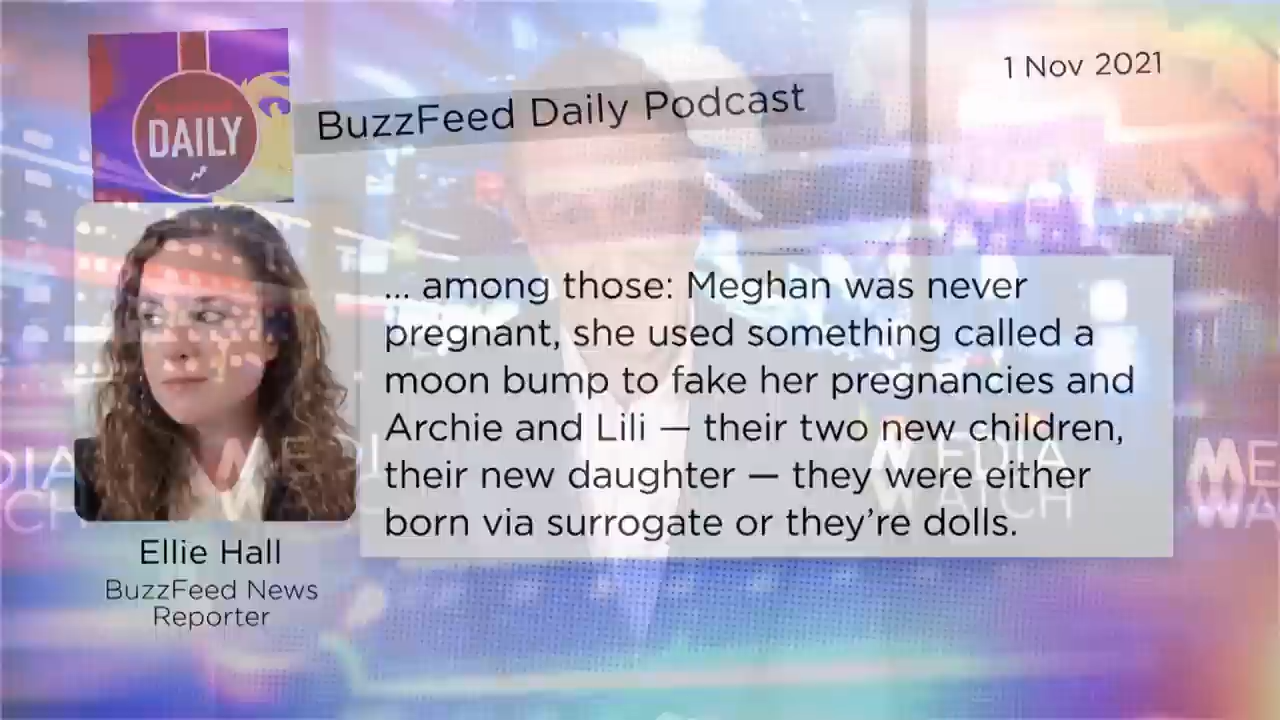 1 Nov 2021
DAILY
BuzzFeed Daily Podcast
... among those: Meghan was never
pregnant, she used something called a
moon bump to fake her pregnancies and
Archie and Lili — their two new children,
their new daughter — they were either
born via surrogate or they’re dolls.
Ellie Hall
BuzzFeed News
Reporter
MEDIA
WATCH